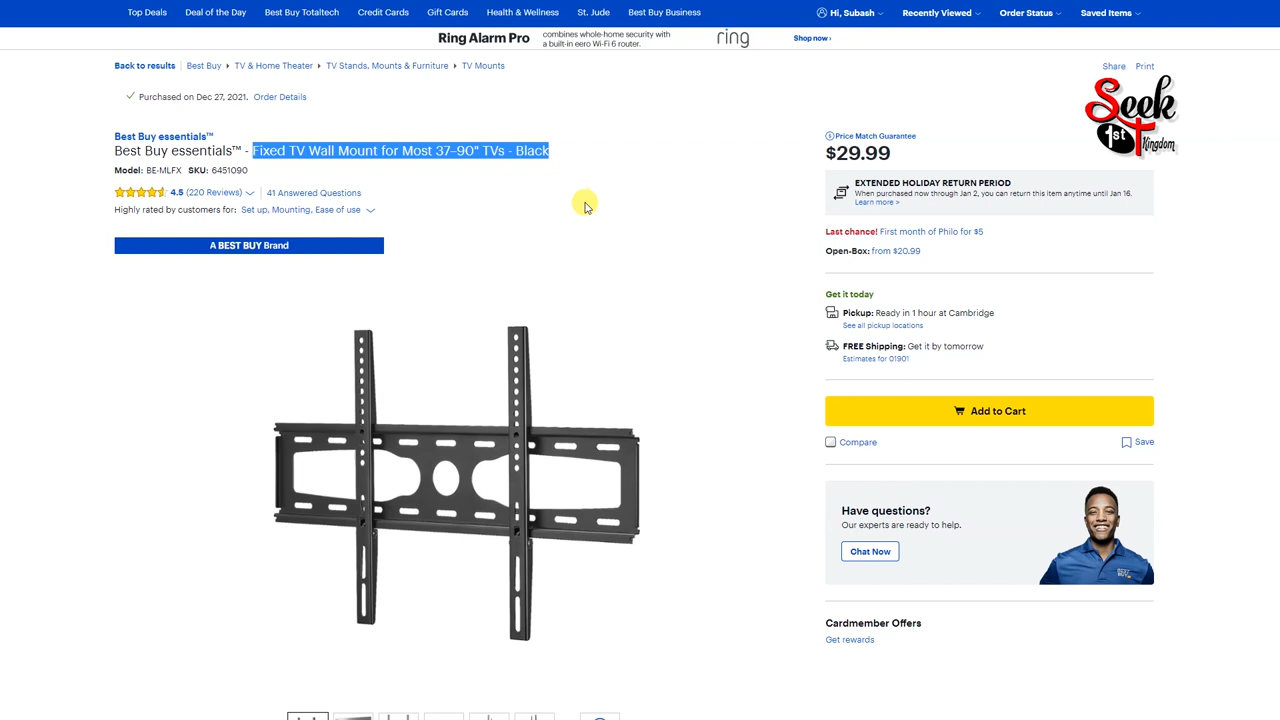 Top Deals Deal of the Day Best Buy Totaltech Credit Cards Gift Cards Health & Wellness St. Jude Best Buy Business Hi, Subash Recently Viewed Order Status Saved Items
Ring Alarm Pro combines whole-home security with
a built-in eero Wi-Fi 6 router. ring Shop now ›
Back to results Best Buy TV & Home Theater TV Stands, Mounts & Furniture TV Mounts Share Print
Seek
1st
Kingdom
Purchased on Dec 27, 2021. Order Details
Best Buy essentials™
Best Buy essentials™ - Fixed TV Wall Mount for Most 37–90" TVs - Black
Model: BE-MLFX SKU: 6451090
4.5 (220 Reviews) 41 Answered Questions
Highly rated by customers for: Set up, Mounting, Ease of use
A BEST BUY Brand
Price Match Guarantee
$29.99
EXTENDED HOLIDAY RETURN PERIOD
When purchased now through Jan 2, you can return this item anytime until Jan 16.
Learn more >
Last chance! First month of Philo for $5
Open-Box: from $20.99
Get it today
Pickup: Ready in 1 hour at Cambridge
See all pickup locations
FREE Shipping: Get it by tomorrow
Estimates for 01901
Add to Cart
Compare Save
Have questions?
Our experts are ready to help.
Chat Now
BEST BUY
Cardmember Offers
Get rewards